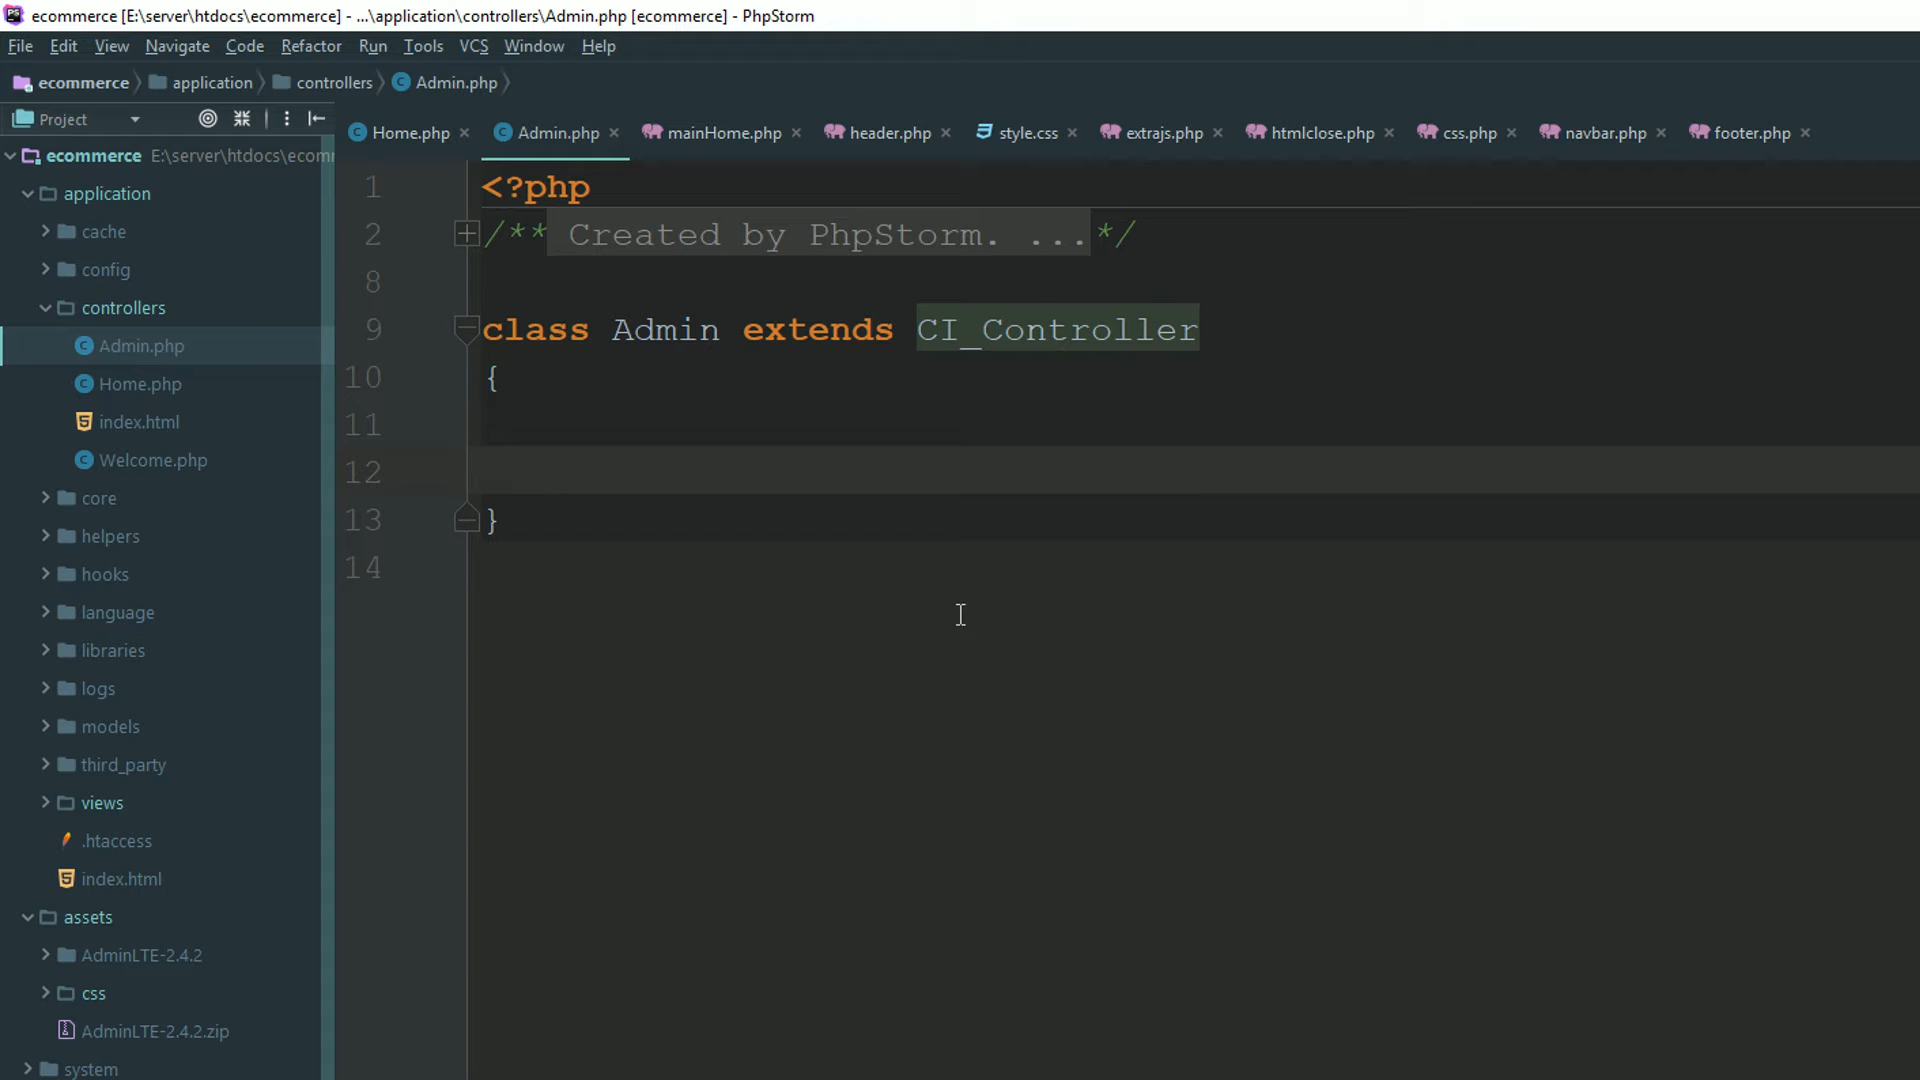 ecommerce [E:\server\htdocs\ecommerce] - ...\application\controllers\Admin.php [ecommerce] - PhpStorm
File Edit View Navigate Code Refactor Run Tools VCS Window Help
ecommerce application controllers Admin.php
Project
Home.php Admin.php mainHome.php header.php style.css extrajs.php htmlclose.php css.php navbar.php footer.php
ecommerce E:\server\htdocs\ecomm
application
cache
config
controllers
Admin.php
Home.php
index.html
Welcome.php
core
helpers
hooks
language
libraries
logs
models
third_party
views
.htaccess
index.html
assets
AdminLTE-2.4.2
css
AdminLTE-2.4.2.zip
system
1 <?php
2 /** Created by PhpStorm. ...*/
8
9 class Admin extends CI_Controller
10 {
11
12
13 }
14